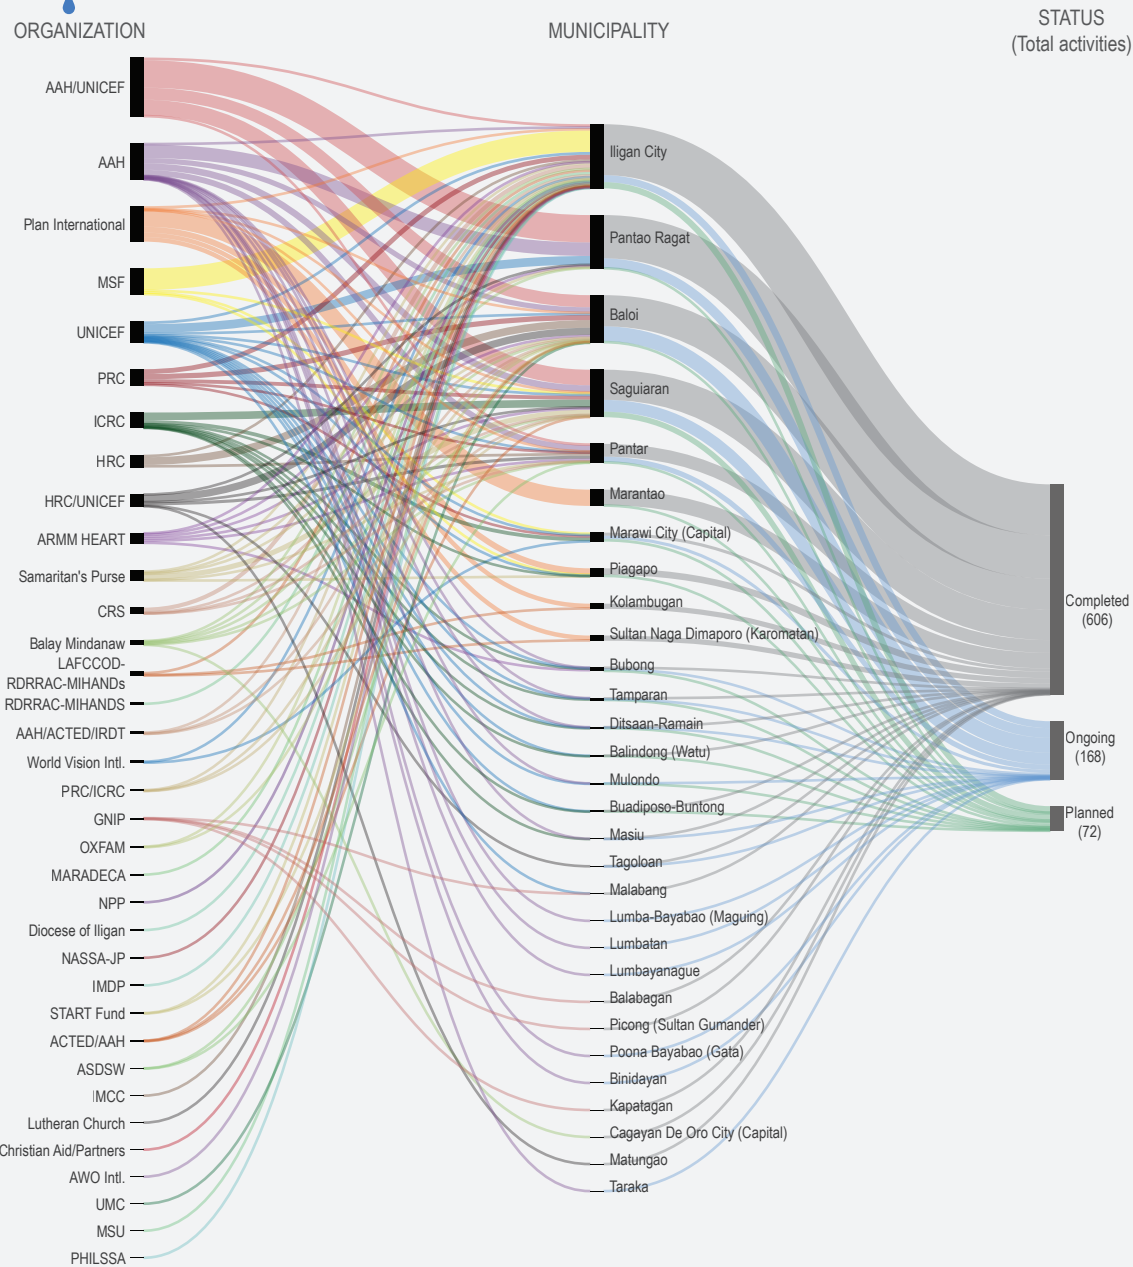 ORGANIZATION
MUNICIPALITY
STATUS
(Total activities)
AAH/UNICEF
AAH
Plan International
MSF
UNICEF
PRC
ICRC
HRC
HRC/UNICEF
ARMM HEART
Samaritan's Purse
CRS
Balay Mindanaw
LAFCCOD-
RDRRAC-MIHANDs
RDRRAC-MIHANDS
AAH/ACTED/IRDT
World Vision Intl.
PRC/ICRC
GNIP
OXFAM
MARADECA
NPP
Diocese of Iligan
NASSA-JP
IMDP
START Fund
ACTED/AAH
ASDSW
IMCC
Lutheran Church
Christian Aid/Partners
AWO Intl.
UMC
MSU
PHILSSA
Iligan City
Pantao Ragat
Baloi
Saguiaran
Pantar
Marantao
Marawi City (Capital)
Piagapo
Kolambugan
Sultan Naga Dimaporo (Karomatan)
Bubong
Tamparan
Ditsaan-Ramain
Balindong (Watu)
Mulondo
Buadiposo-Buntong
Masiu
Tagoloan
Malabang
Lumba-Bayabao (Maguing)
Lumbatan
Lumbayanague
Balabagan
Picong (Sultan Gumander)
Poona Bayabao (Gata)
Binidayan
Kapatagan
Cagayan De Oro City (Capital)
Matungao
Taraka
Completed
(606)
Ongoing
(168)
Planned
(72)